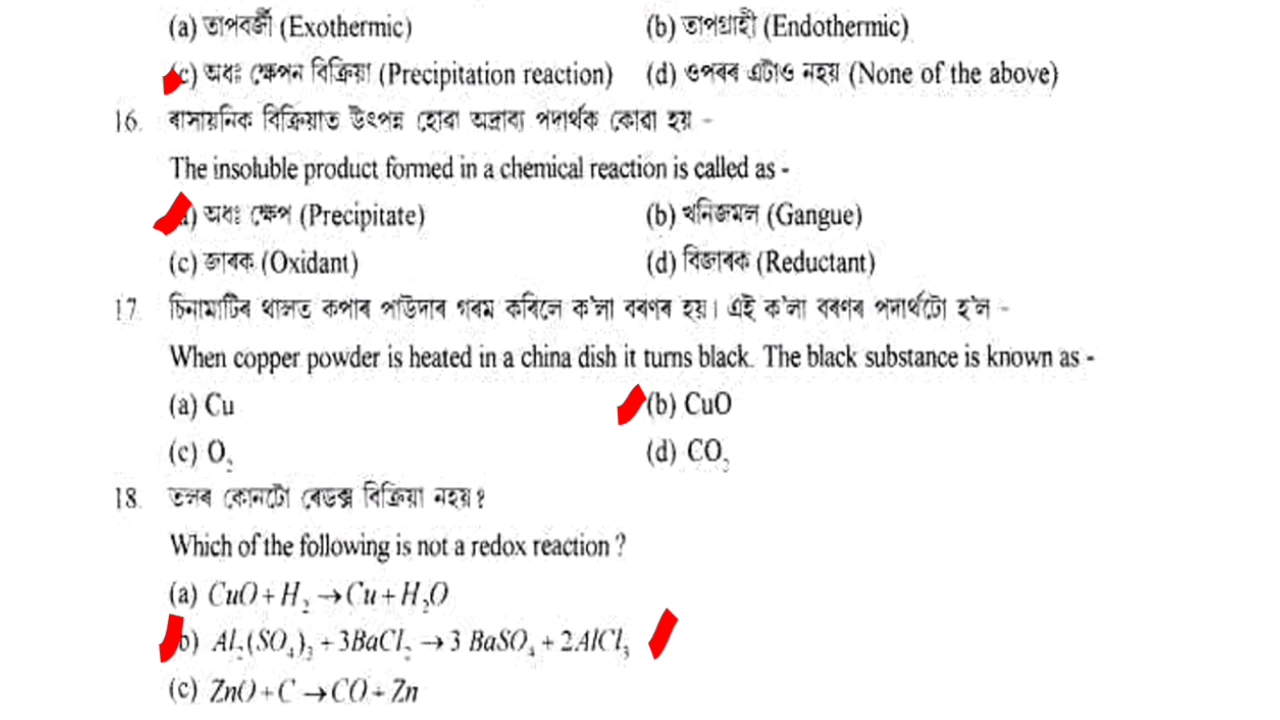 (a) তাপবৰ্জী (Exothermic) (b) তাপগ্ৰাহী (Endothermic)
c) অধঃ ক্ষেপন বিক্ৰিয়া (Precipitation reaction) (d) ওপৰৰ এটাও নহয় (None of the above)
16. ৰাসায়নিক বিক্ৰিয়াত উৎপন্ন হোৱা অদ্ৰাব্য পদাৰ্থক কোৱা হয় -
The insoluble product formed in a chemical reaction is called as -
) অধঃ ক্ষেপ (Precipitate) (b) খনিজমল (Gangue)
(c) জাৰক (Oxidant) (d) বিজাৰক (Reductant)
17. চিনামাটিৰ থালত কপাৰ পাউদাৰ গৰম কৰিলে ক'লা বৰণৰ হয়। এই ক'লা বৰণৰ পদাৰ্থটো হ'ল -
When copper powder is heated in a china dish it turns black. The black substance is known as -
(a) Cu (b) CuO
(c) O₂ (d) CO₂
18. তলৰ কোনটো ৰেডক্স বিক্ৰিয়া নহয়?
Which of the following is not a redox reaction ?
(a) CuO + H₂ → Cu + H₂O
b) Al₂(SO₄)₃ + 3BaCl₂ → 3 BaSO₄ + 2AlCl₃
(c) ZnO + C → CO + Zn